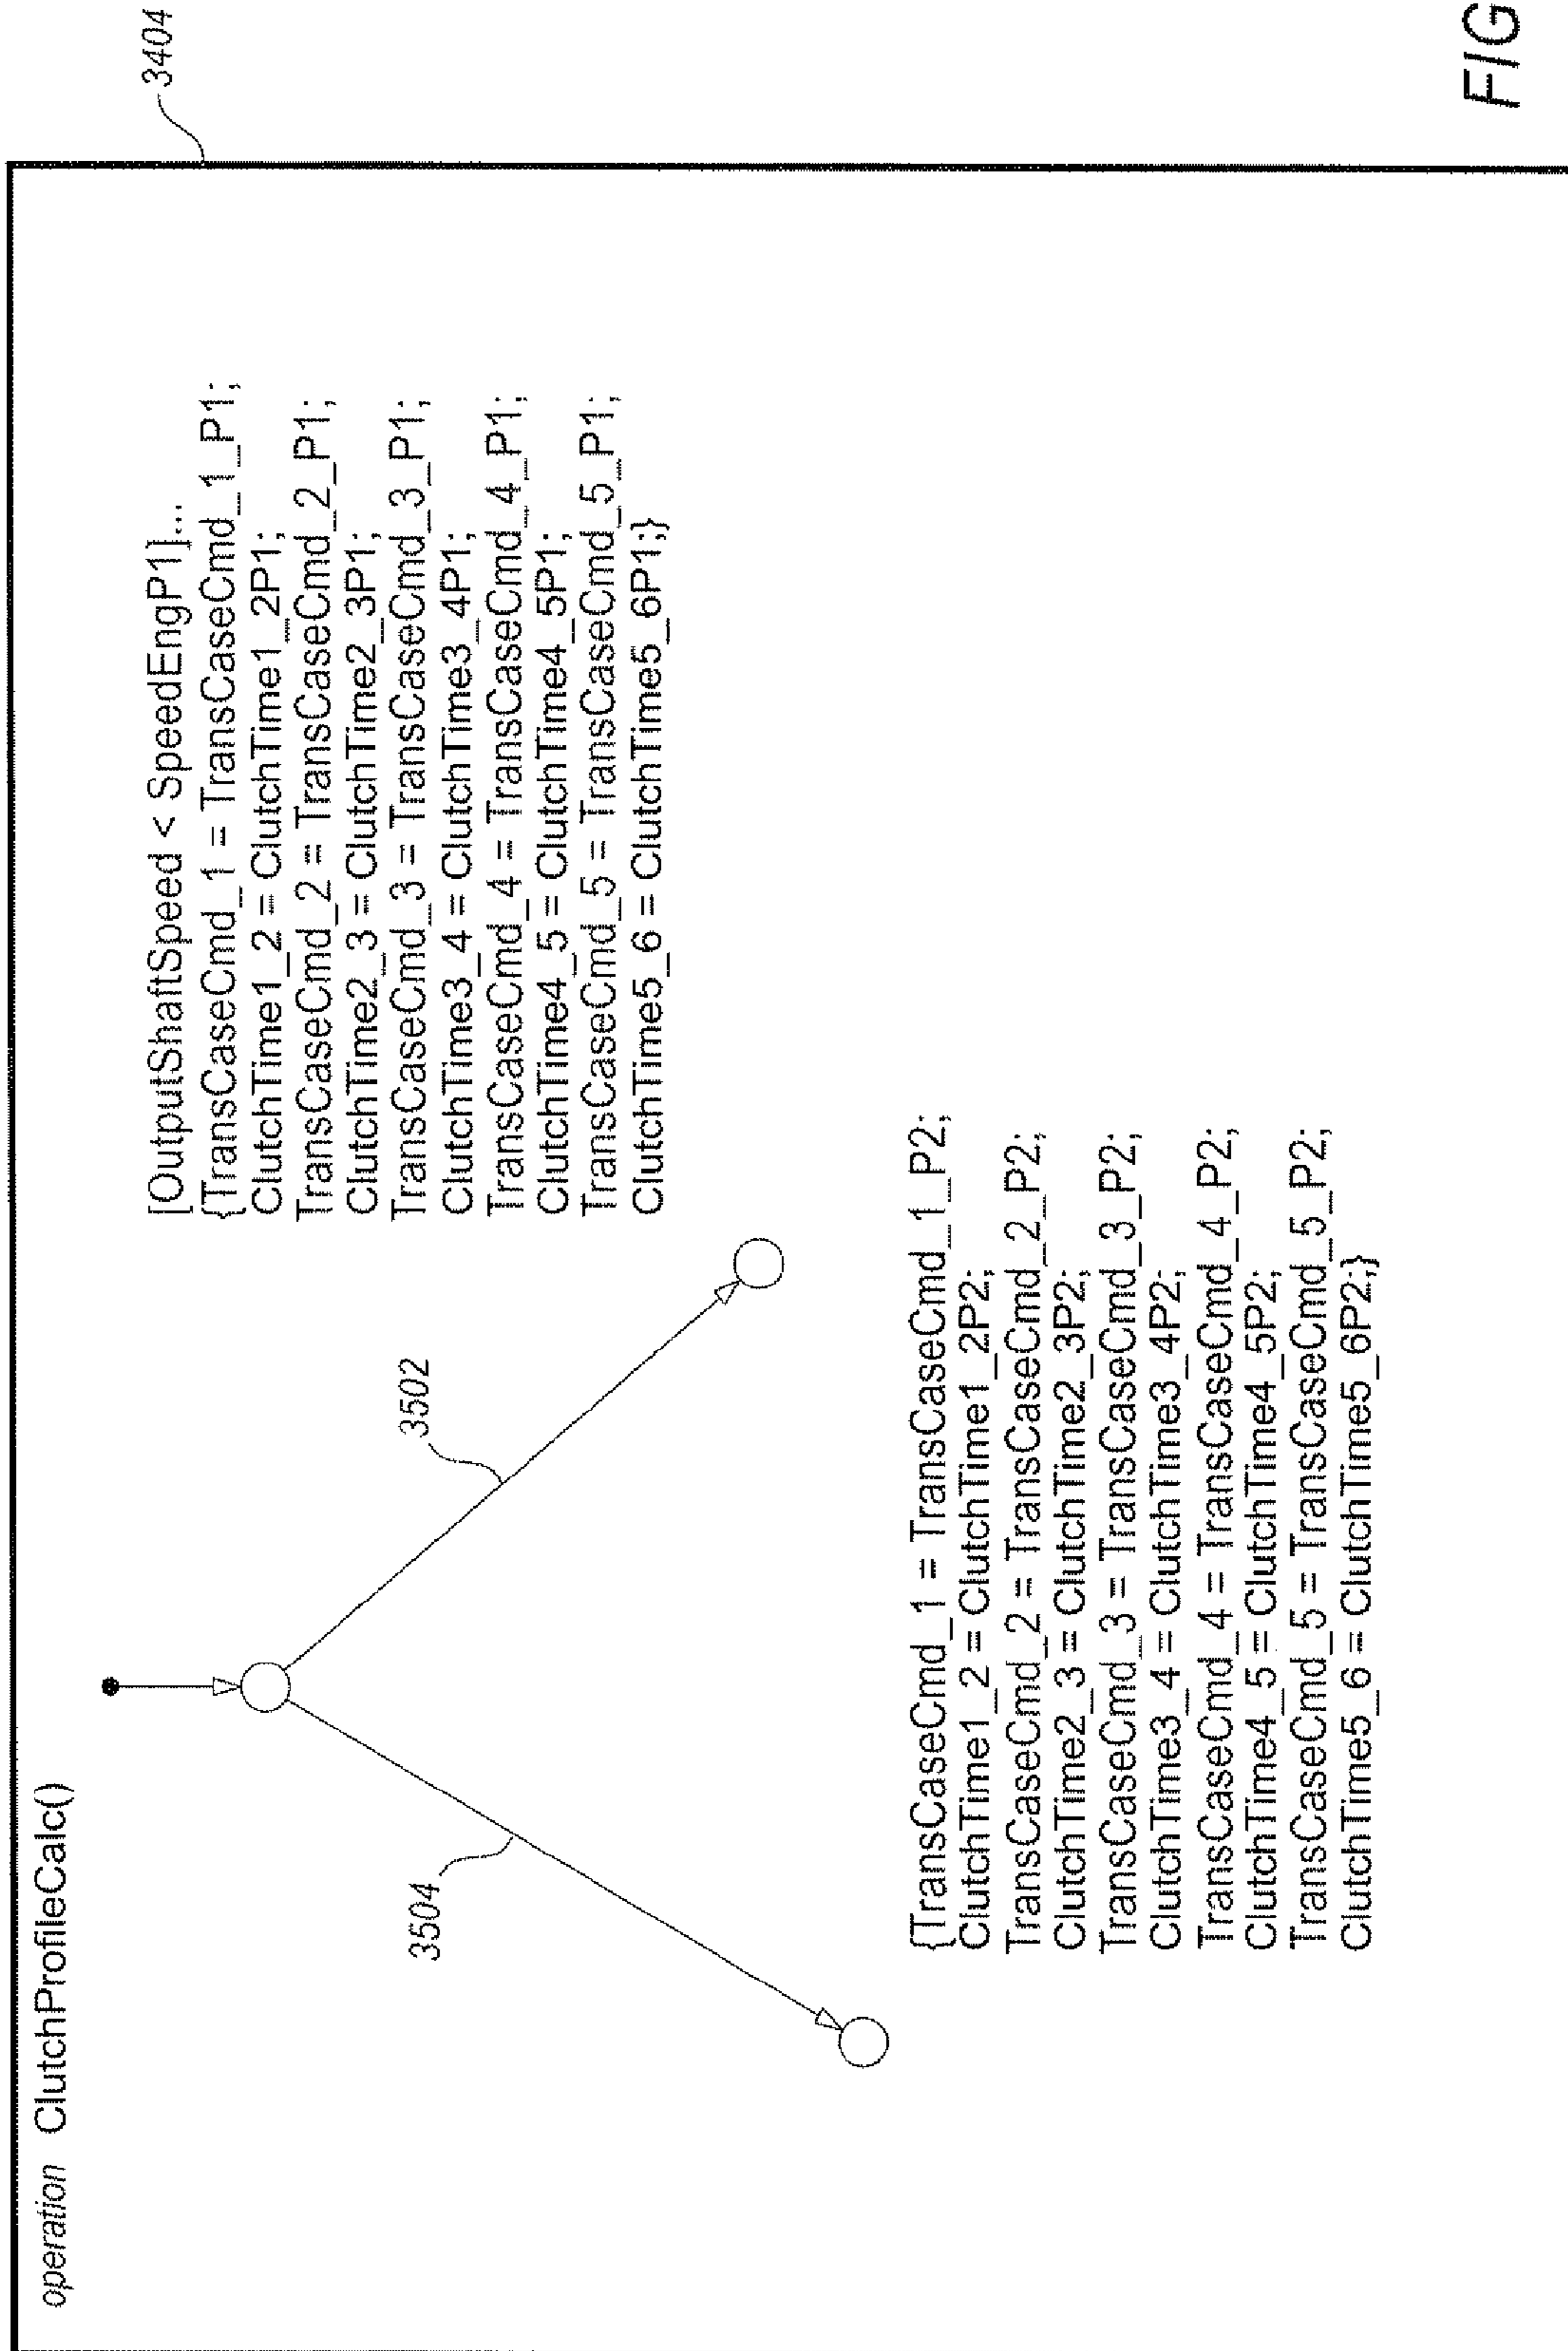 operation ClutchProfileCalc()
3404
[OutputShaftSpeed < SpeedEngP1]...
{TransCaseCmd_1 = TransCaseCmd_1_P1;
ClutchTime1_2 = ClutchTime1_2P1;
TransCaseCmd_2 = TransCaseCmd_2_P1;
ClutchTime2_3 = ClutchTime2_3P1;
TransCaseCmd_3 = TransCaseCmd_3_P1;
ClutchTime3_4 = ClutchTime3_4P1;
TransCaseCmd_4 = TransCaseCmd_4_P1;
ClutchTime4_5 = ClutchTime4_5P1;
TransCaseCmd_5 = TransCaseCmd_5_P1;
ClutchTime5_6 = ClutchTime5_6P1;}
3504
3502
{TransCaseCmd_1 = TransCaseCmd_1_P2;
ClutchTime1_2 = ClutchTime1_2P2;
TransCaseCmd_2 = TransCaseCmd_2_P2;
ClutchTime2_3 = ClutchTime2_3P2;
TransCaseCmd_3 = TransCaseCmd_3_P2;
ClutchTime3_4 = ClutchTime3_4P2;
TransCaseCmd_4 = TransCaseCmd_4_P2;
ClutchTime4_5 = ClutchTime4_5P2;
TransCaseCmd_5 = TransCaseCmd_5_P2;
ClutchTime5_6 = ClutchTime5_6P2;}
FIG